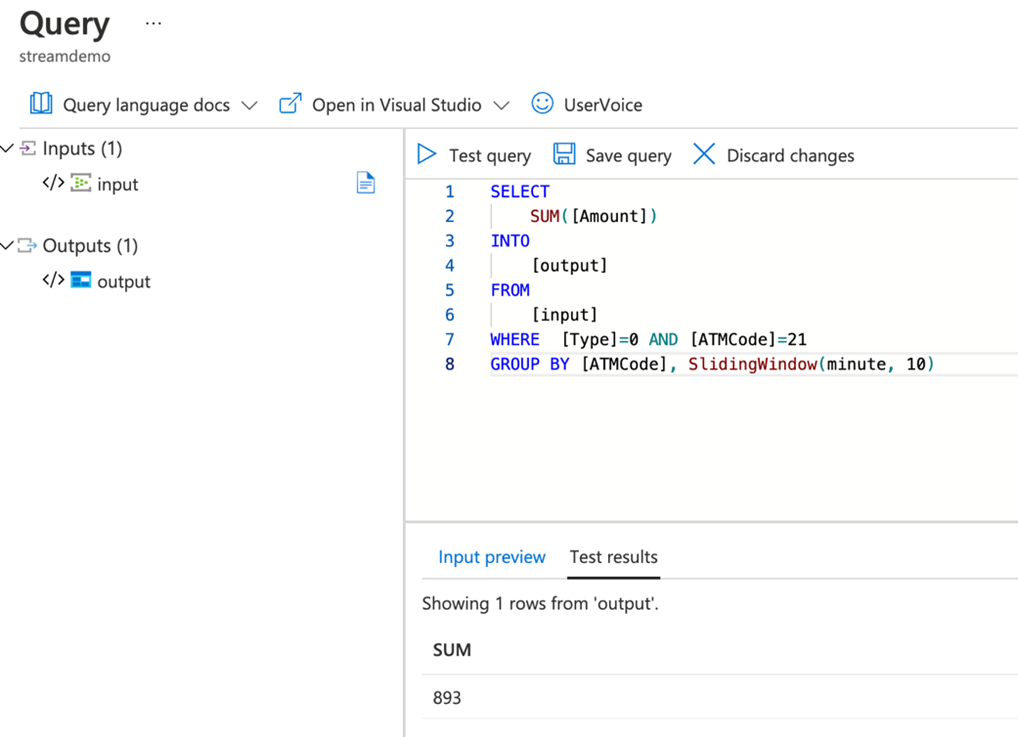 Query ...
streamdemo
Query language docs Open in Visual Studio UserVoice
Inputs (1)
</> input
Outputs (1)
</> output
Test query Save query Discard changes
1 SELECT
2 SUM([Amount])
3 INTO
4 [output]
5 FROM
6 [input]
7 WHERE [Type]=0 AND [ATMCode]=21
8 GROUP BY [ATMCode], SlidingWindow(minute, 10)
Input preview Test results
Showing 1 rows from 'output'.
SUM
893